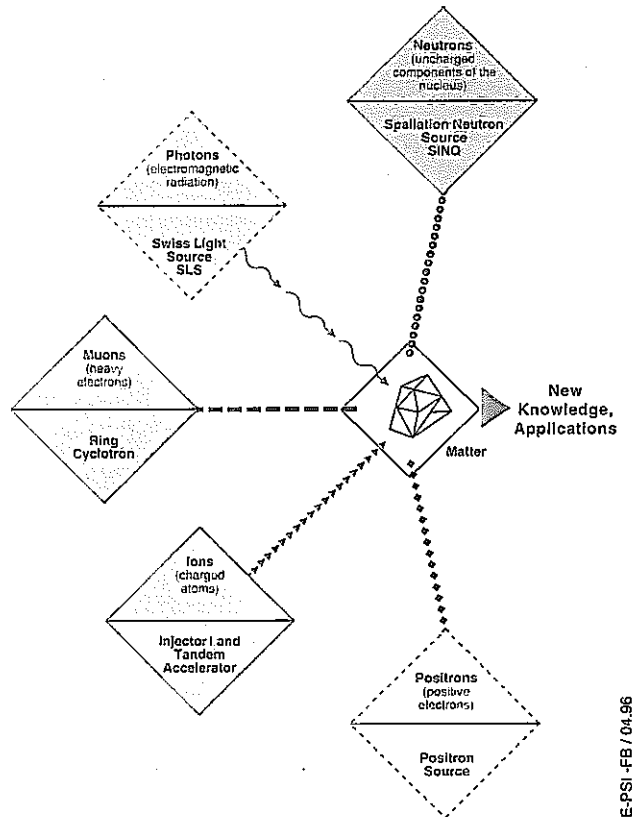 Neutrons
(uncharged
components of the
nucleus)
Spallation Neutron
Source
SINQ
Photons
(electromagnetic
radiation)
Swiss Light
Source
SLS
Muons
(heavy
electrons)
Ring
Cyclotron
New
Knowledge,
Applications
Matter
Ions
(charged
atoms)
Injector I and
Tandem
Accelerator
Positrons
(positive
electrons)
Positron
Source
E-PSI -FB / 04.96